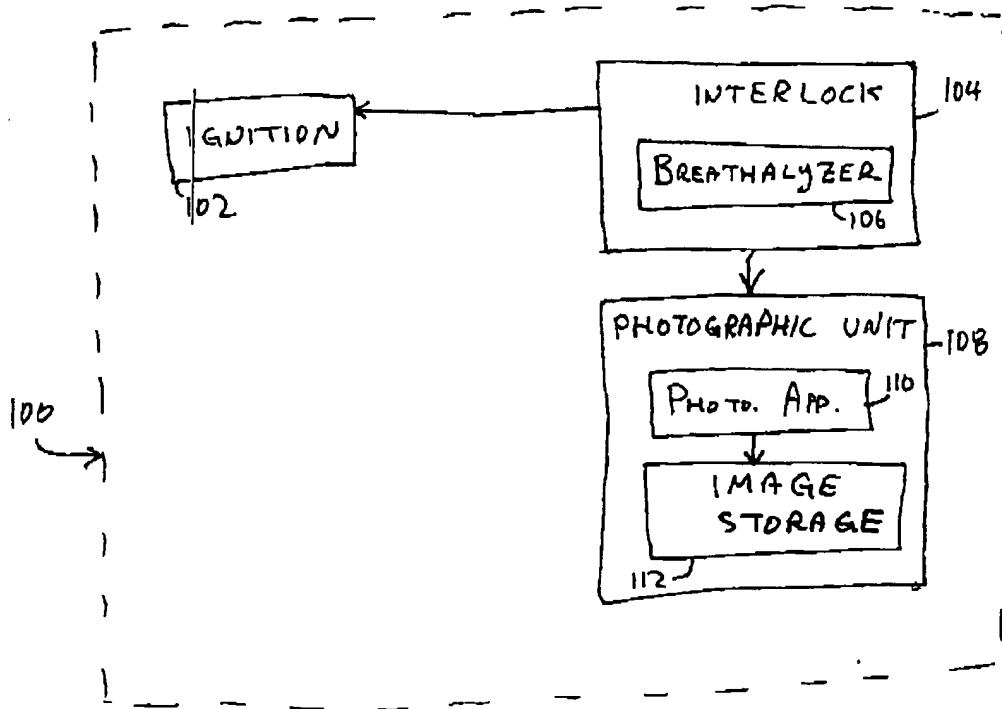 INTERLOCK
104
IGNITION
BREATHALYZER
102
106
PHOTOGRAPHIC UNIT
108
110
PHOTO. APP.
100
IMAGE
STORAGE
112